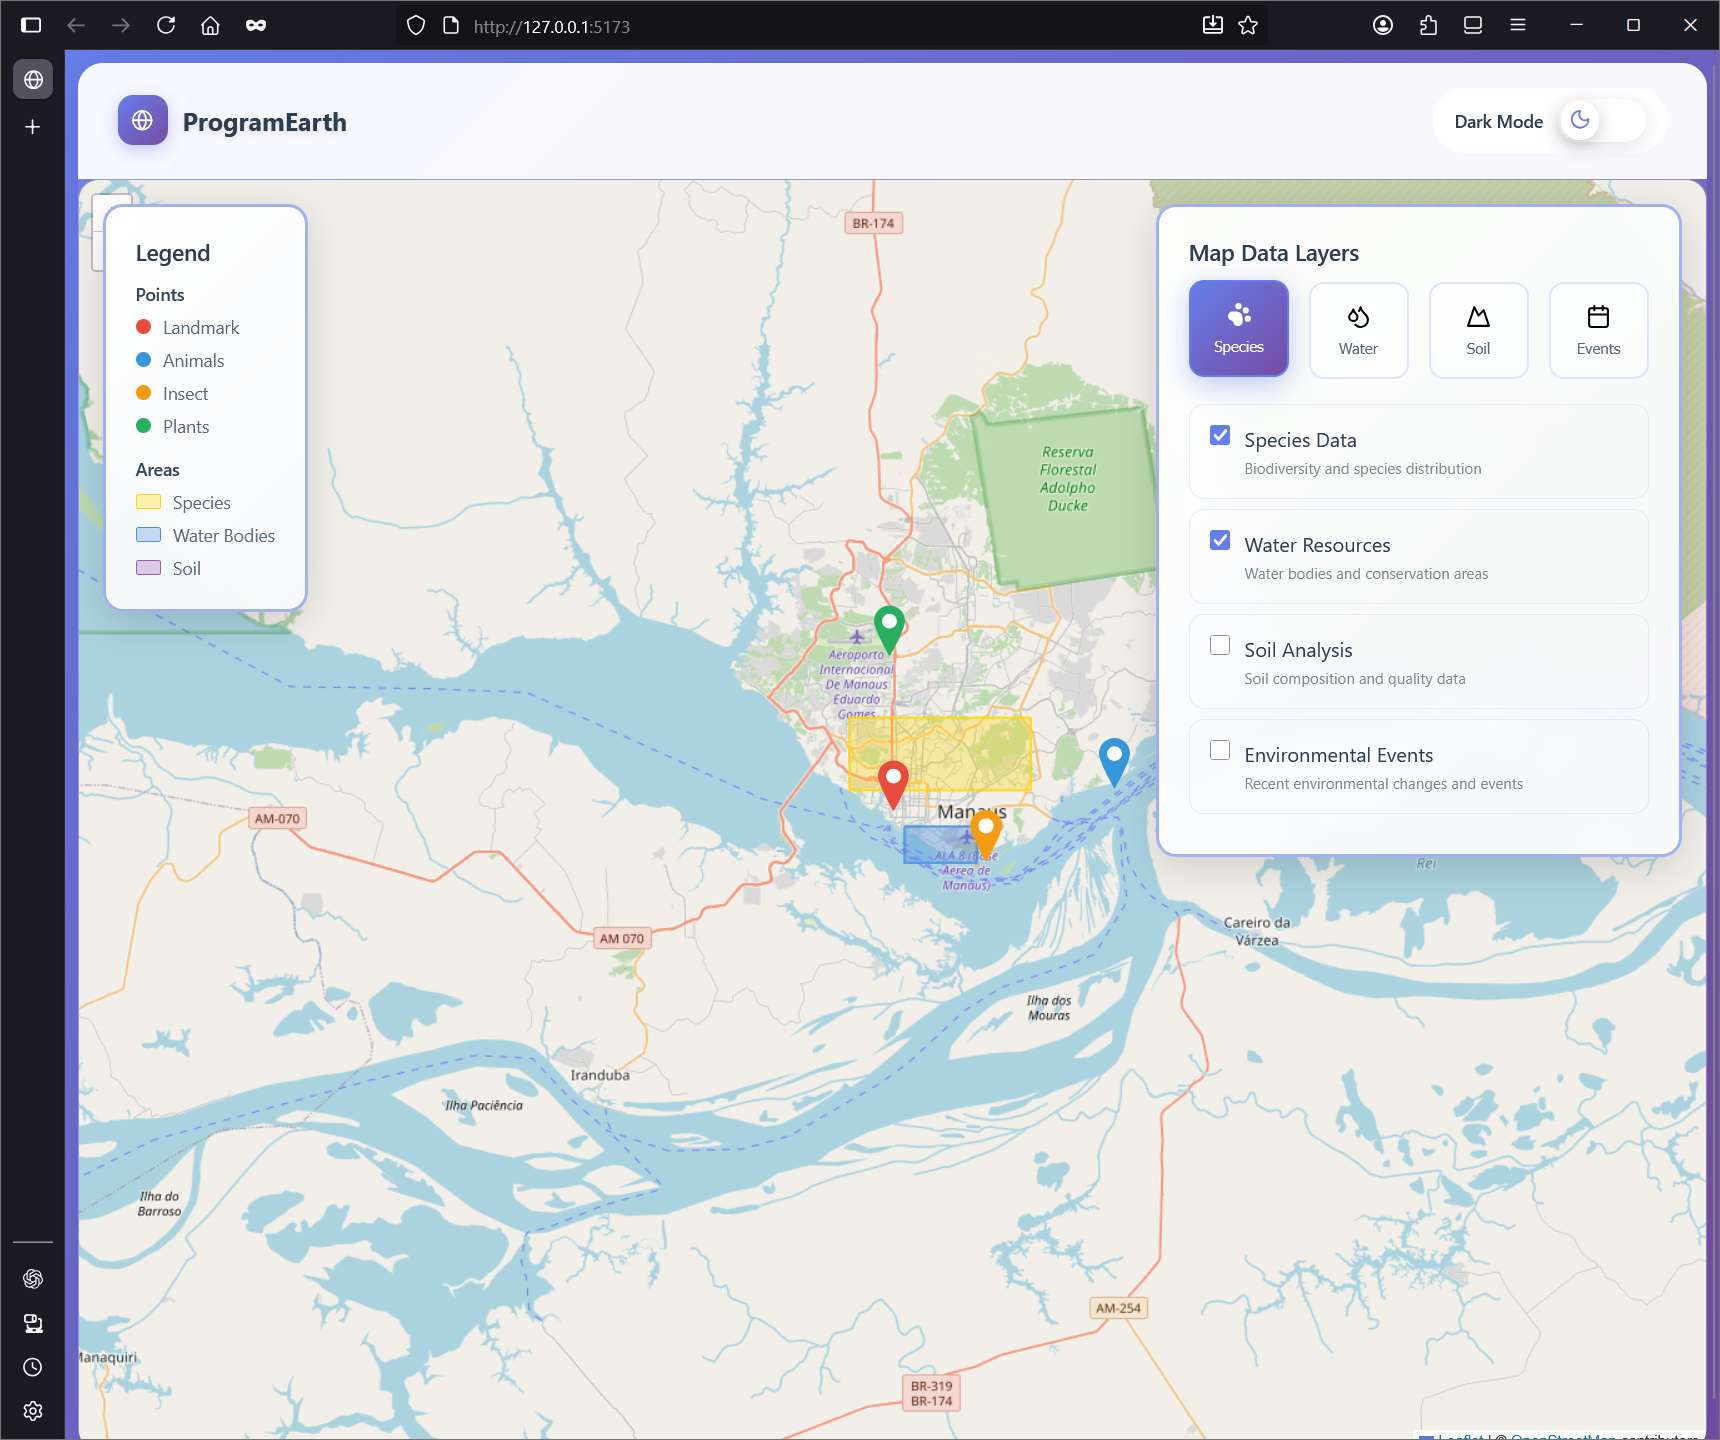 http://127.0.0.1:5173
ProgramEarth
Dark Mode
Legend
Points
Landmark
Animals
Insect
Plants
Areas
Species
Water Bodies
Soil
Map Data Layers
Species
Water
Soil
Events
Species Data
Biodiversity and species distribution
Water Resources
Water bodies and conservation areas
Soil Analysis
Soil composition and quality data
Environmental Events
Recent environmental changes and events
BR-174
Reserva
Florestal
Adolpho
Ducke
Aeroporto
Internacional
De Manaus
Eduardo
Gomes
Manaus
ALA 8 (Base
Aérea de
Manaus)
AM-070
AM 070
Rei
Careiro da
Várzea
Ilha dos
Mouras
Iranduba
Ilha Paciência
Ilha do
Barroso
AM-254
Manaquiri
BR-319
BR-174
Leaflet | © OpenStreetMap contributors